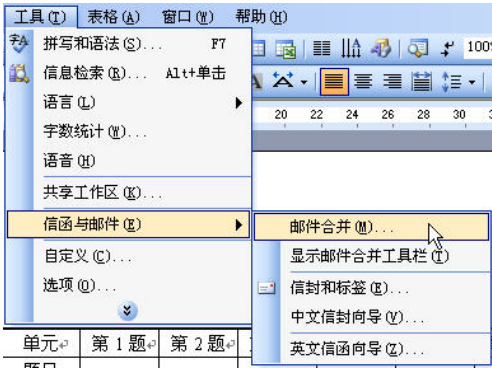 工具(T) 表格(A) 窗口(W) 帮助(H)
拼写和语法(S)... F7
100
信息检索(R)... Alt+单击
语言(L)
20 22 24 26 28 30
字数统计(W)...
语音(H)
共享工作区(K)...
信函与邮件(E)
邮件合并(M)...
自定义(C)...
显示邮件合并工具栏(T)
选项(O)...
信封和标签(E)...
中文信封向导(V)...
单元 第1题 第2题
英文信函向导(Z)...